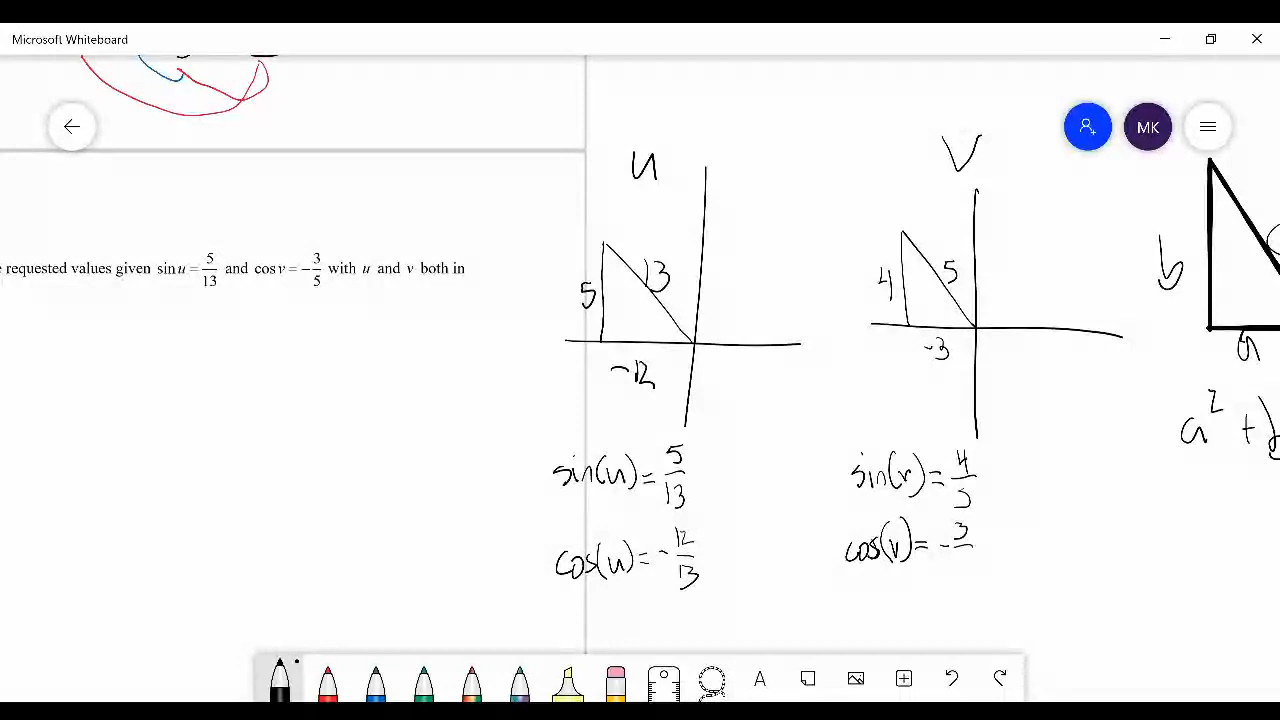 Microsoft Whiteboard
MK
u
V
e requested values given sin u = 5/13 and cos v = -3/5 with u and v both in
5
13
-12
4
5
-3
b
a
a² + b
sin(u) = 5/13
cos(u) = -12/13
sin(v) = 4/5
cos(v) = -3/
A